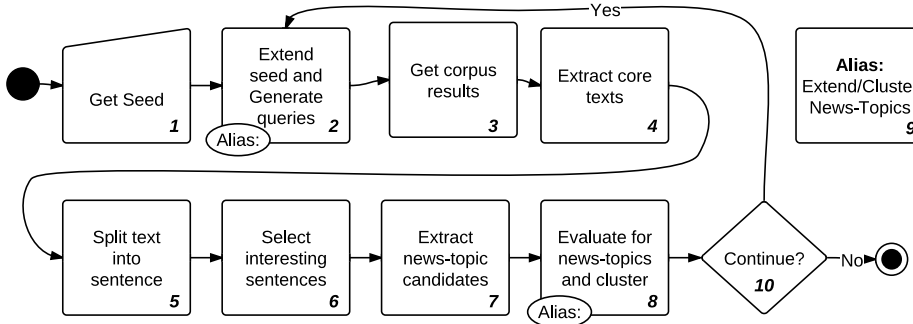 Yes
Get Seed
1
Extend
seed and
Generate
queries
2
Alias:
Get corpus
results
3
Extract core
texts
4
Alias:
Extend/Cluster
News-Topics
9
Split text
into
sentence
5
Select
interesting
sentences
6
Extract
news-topic
candidates
7
Evaluate for
news-topics
and cluster
8
Alias:
Continue?
10
No